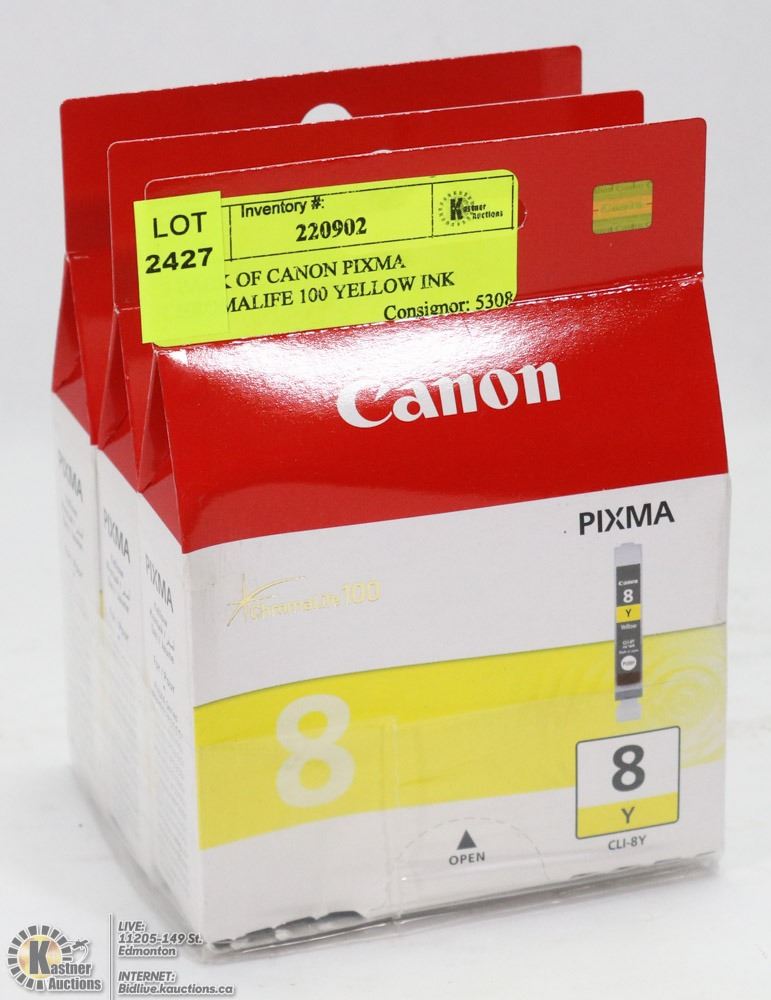 LOT
2427
Inventory #:
220902
Kastner
Auctions
K OF CANON PIXMA
MALIFE 100 YELLOW INK
Consignor: 5308
Canon
PIXMA
PIXMA
PIXMA
PIXMA
ChromaLife100
Canon
8
Y
Yellow
8
8
Y
CLI-8Y
OPEN
Kastner
Auctions
LIVE:
11205-149 St.
Edmonton
INTERNET:
Bidlive.kauctions.ca